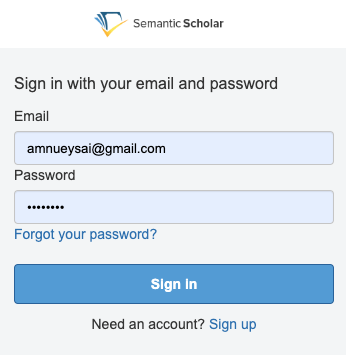 Semantic Scholar
Sign in with your email and password
Email
amnueysai@gmail.com
Password
••••••••
Forgot your password?
Sign in
Need an account? Sign up